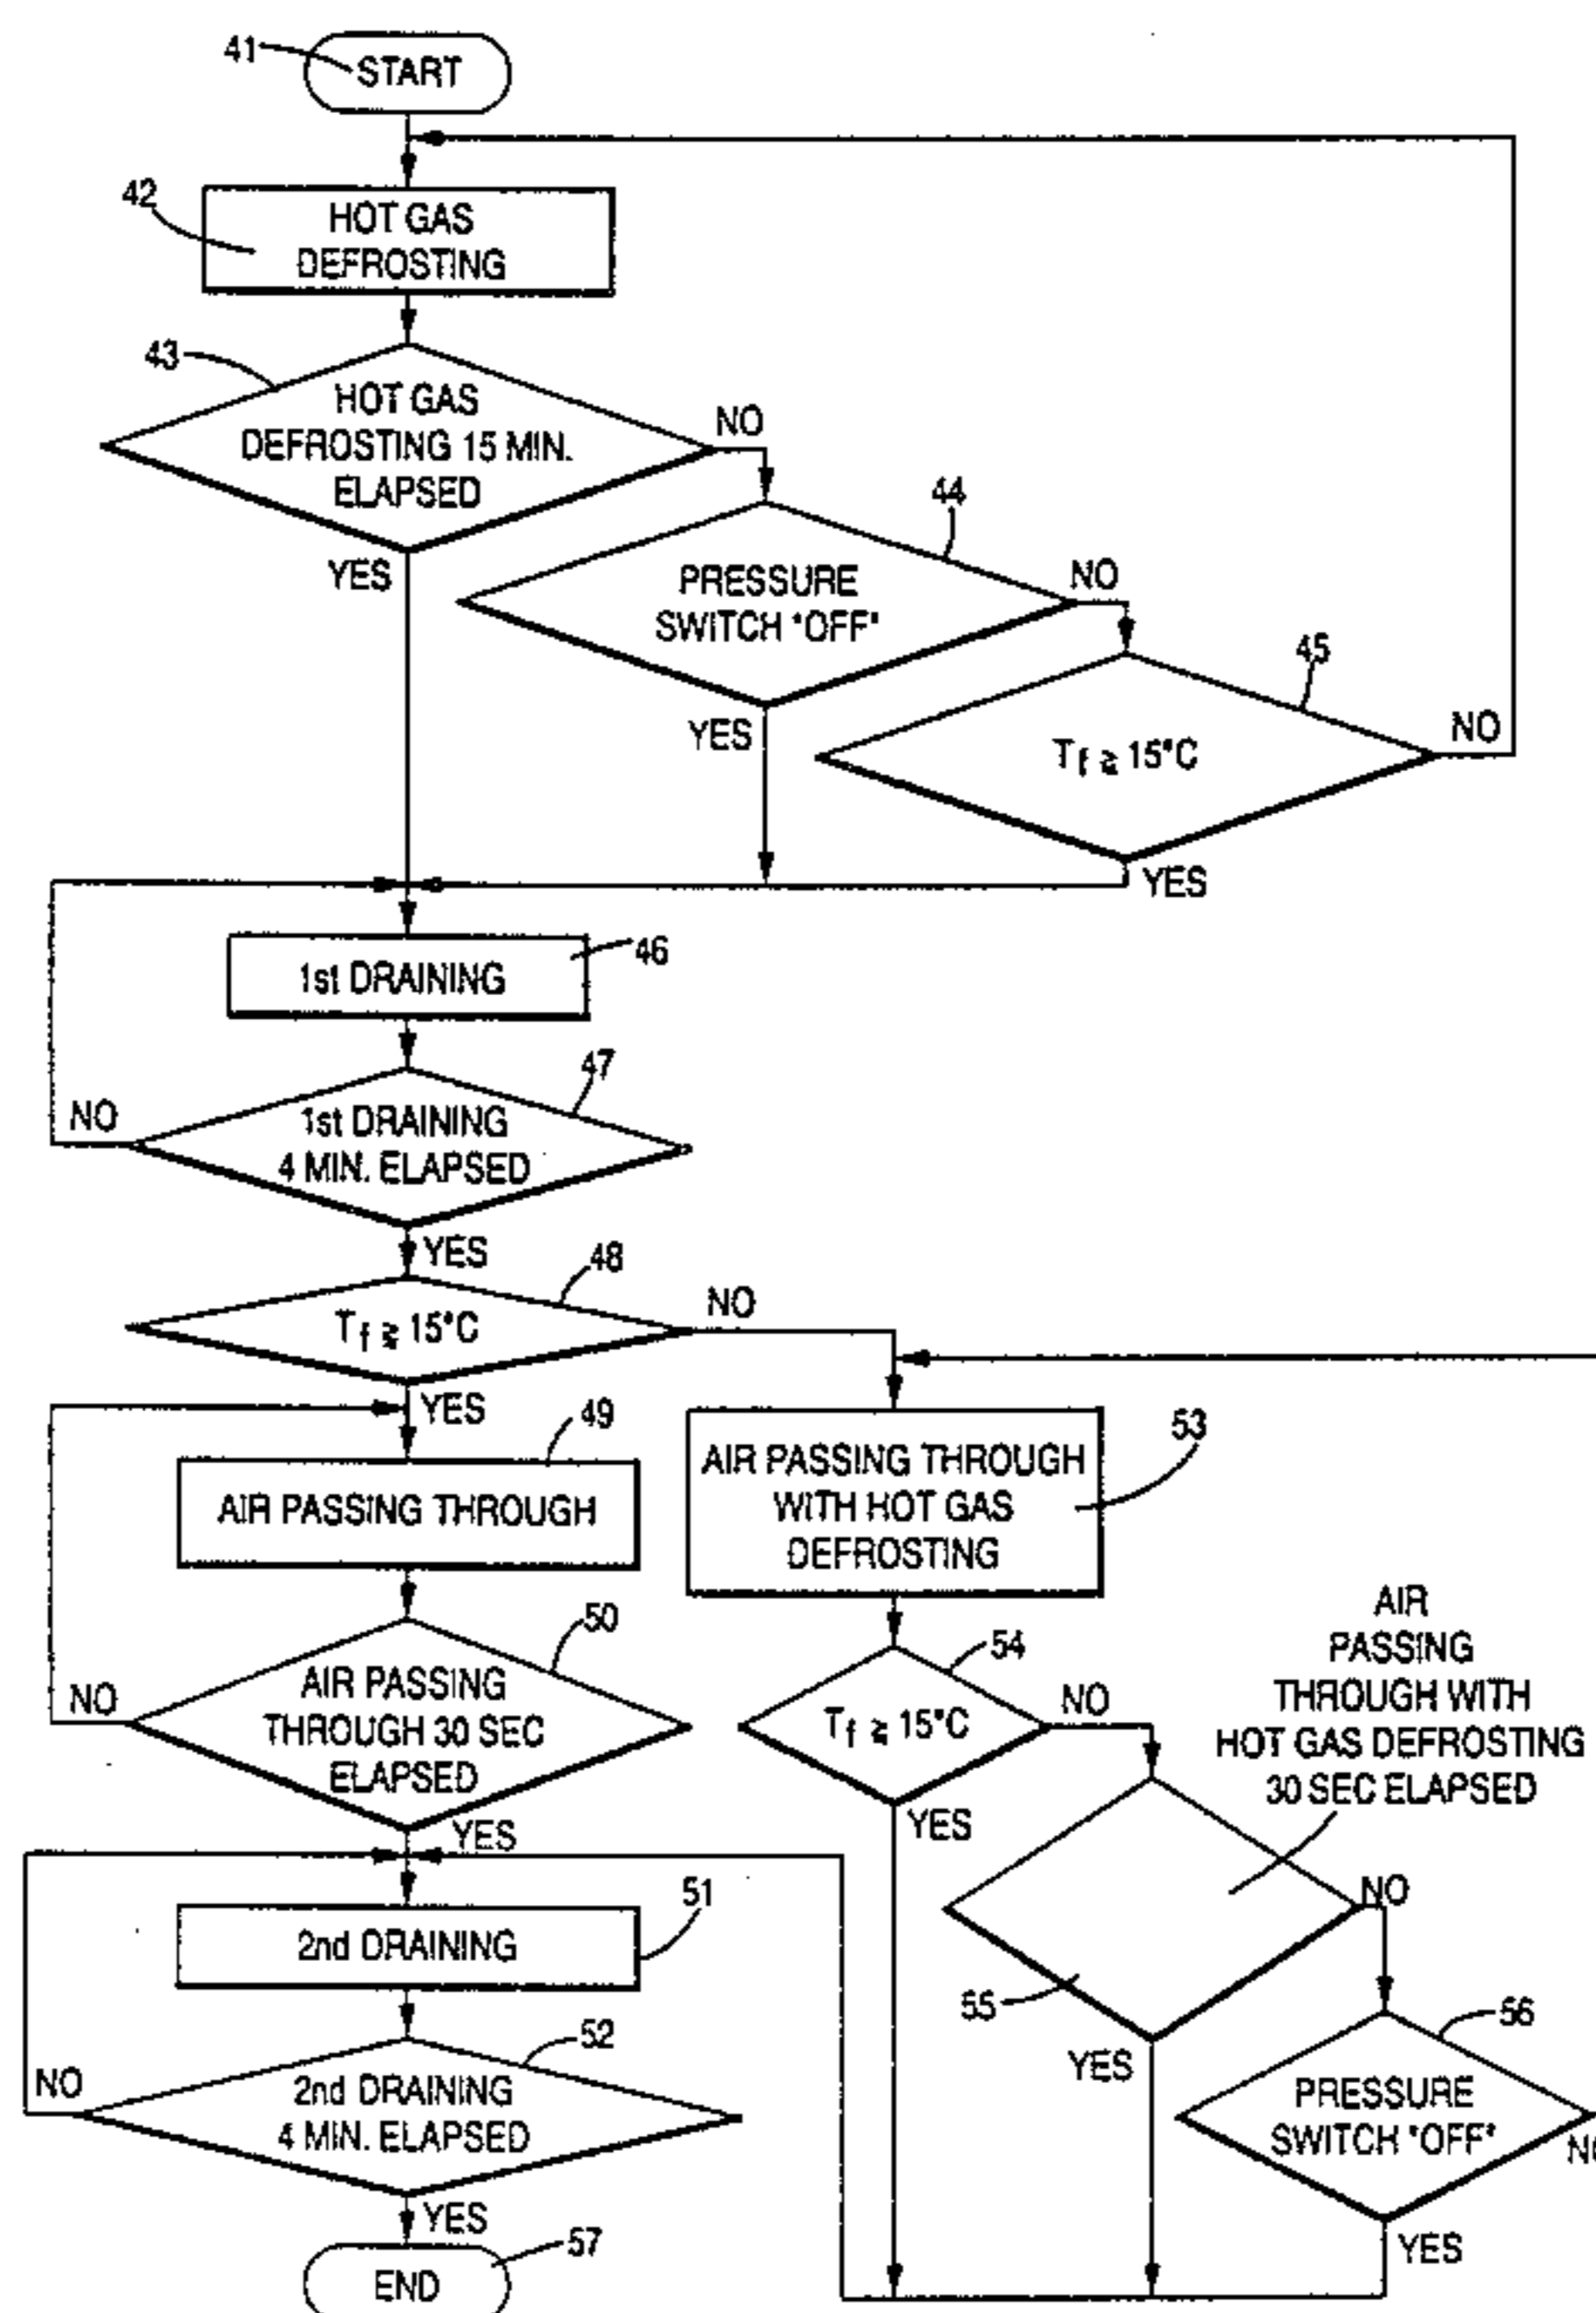 41
START
42
HOT GAS
DEFROSTING
43
HOT GAS
DEFROSTING 15 MIN.
ELAPSED
NO
YES
44
PRESSURE
SWITCH "OFF"
NO
YES
45
Tf ≧ 15°C
NO
YES
46
1st DRAINING
47
1st DRAINING
4 MIN. ELAPSED
NO
YES
48
Tf ≧ 15°C
NO
YES
49
AIR PASSING THROUGH
50
AIR PASSING
THROUGH 30 SEC
ELAPSED
NO
YES
51
2nd DRAINING
52
2nd DRAINING
4 MIN. ELAPSED
NO
YES
57
END
53
AIR PASSING THROUGH
WITH HOT GAS
DEFROSTING
54
Tf ≧ 15°C
NO
YES
AIR
PASSING
THROUGH WITH
HOT GAS DEFROSTING
30 SEC ELAPSED
55
NO
YES
56
PRESSURE
SWITCH "OFF"
YES